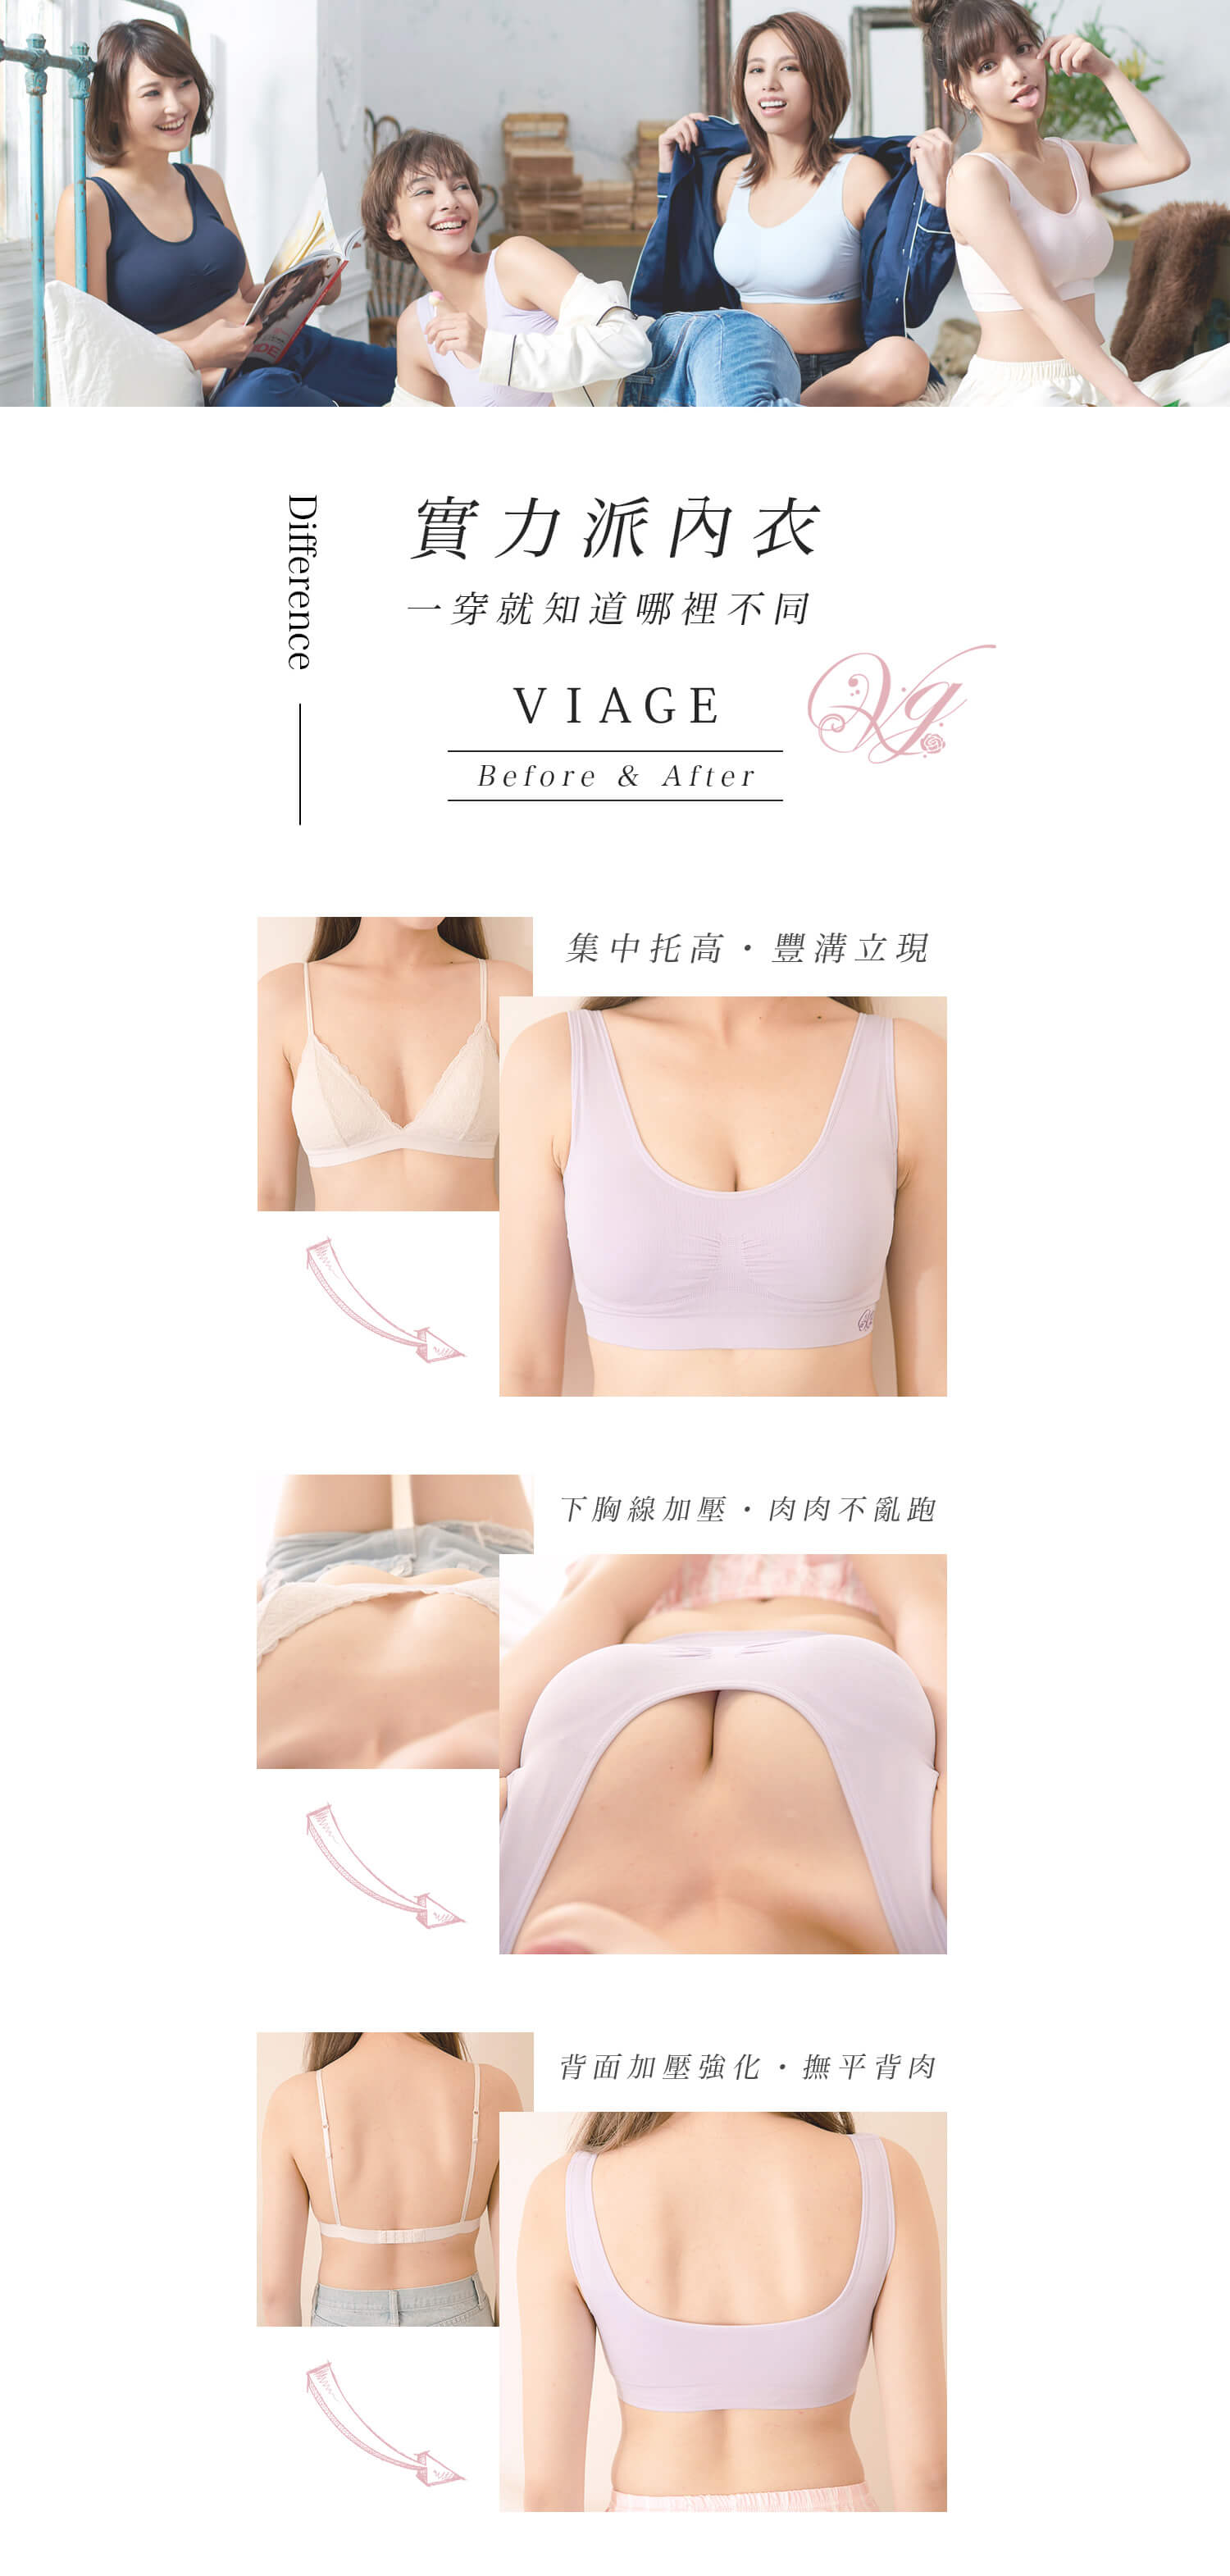 Difference
實力派內衣
一穿就知道哪裡不同
VIAGE
Vg
Before & After
集中托高・豐溝立現
下胸線加壓・肉肉不亂跑
背面加壓強化・撫平背肉